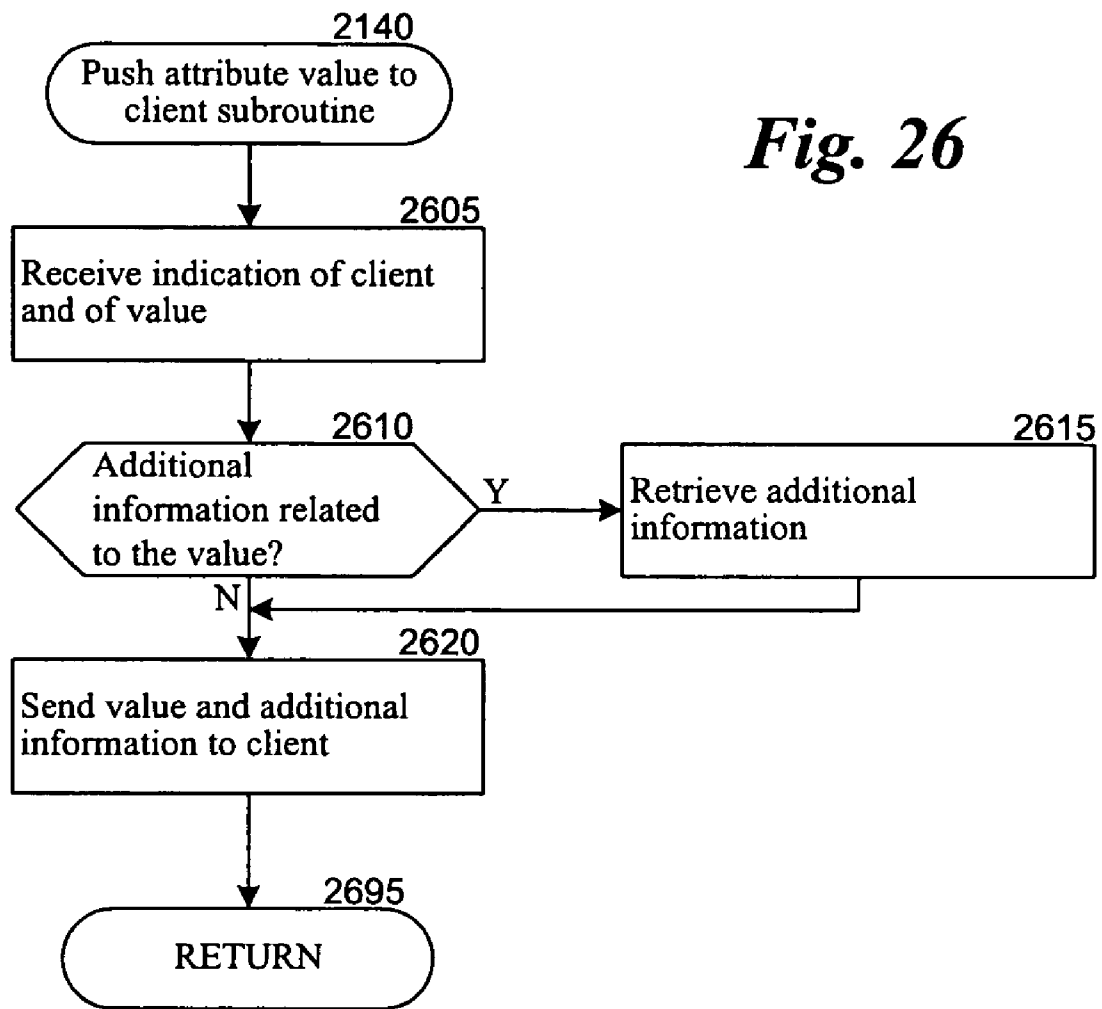 2140
Push attribute value to
client subroutine
Fig. 26
2605
Receive indication of client
and of value
2610
Additional
information related
to the value?
Y
2615
Retrieve additional
information
N
2620
Send value and additional
information to client
2695
RETURN